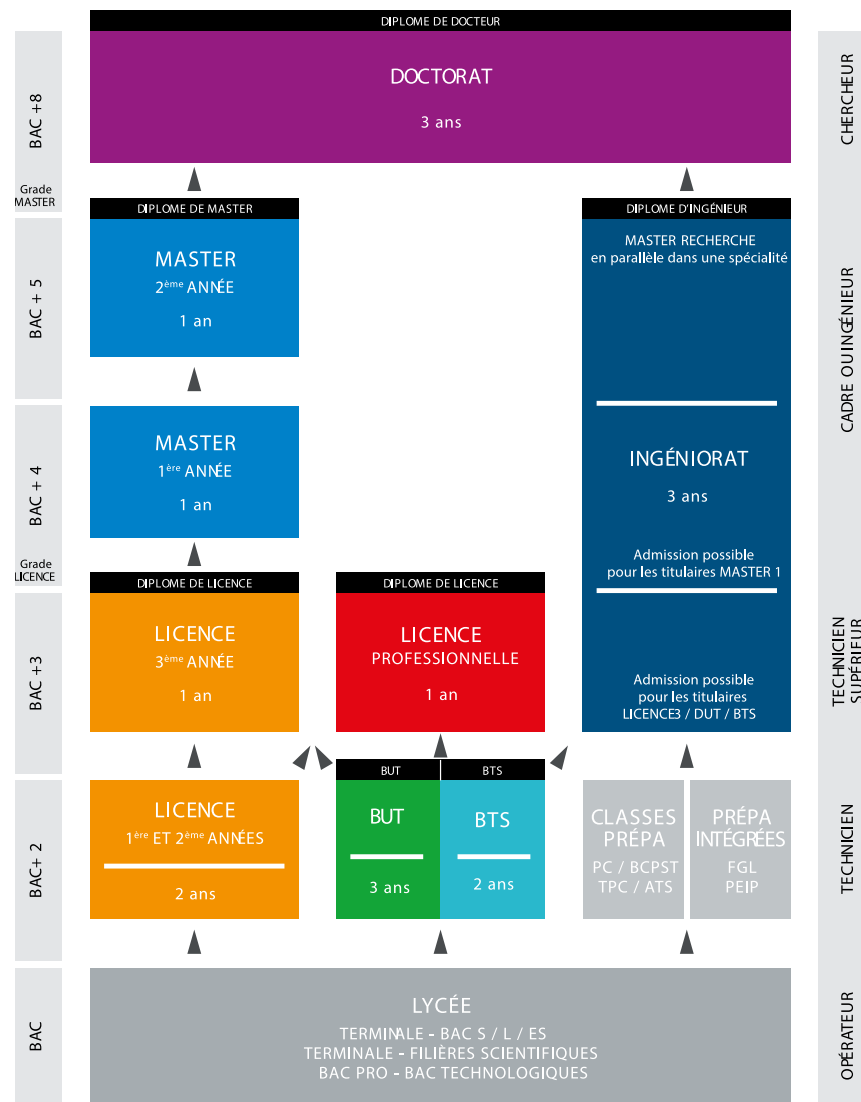 DIPLOME DE DOCTEUR
DOCTORAT
3 ans
BAC +8
CHERCHEUR
Grade
MASTER
DIPLOME DE MASTER
MASTER
2ème ANNÉE
1 an
DIPLOME D'INGÉNIEUR
MASTER RECHERCHE
en parallèle dans une spécialité
BAC + 5
CADRE OU INGÉNIEUR
MASTER
1ère ANNÉE
1 an
INGÉNIORAT
3 ans
Admission possible
pour les titulaires MASTER 1
BAC + 4
Grade
LICENCE
DIPLOME DE LICENCE
LICENCE
3ème ANNÉE
1 an
DIPLOME DE LICENCE
LICENCE
PROFESSIONNELLE
1 an
Admission possible
pour les titulaires
LICENCE3 / DUT / BTS
BAC +3
TECHNICIEN
SUPÉRIEUR
LICENCE
1ère ET 2ème ANNÉES
2 ans
BUT
BUT
3 ans
BTS
BTS
2 ans
CLASSES
PRÉPA
PC / BCPST
TPC / ATS
PRÉPA
INTÉGRÉES
FGL
PEIP
BAC+ 2
TECHNICIEN
LYCÉE
TERMINALE - BAC S / L / ES
TERMINALE - FILIÈRES SCIENTIFIQUES
BAC PRO - BAC TECHNOLOGIQUES
BAC
OPÉRATEUR